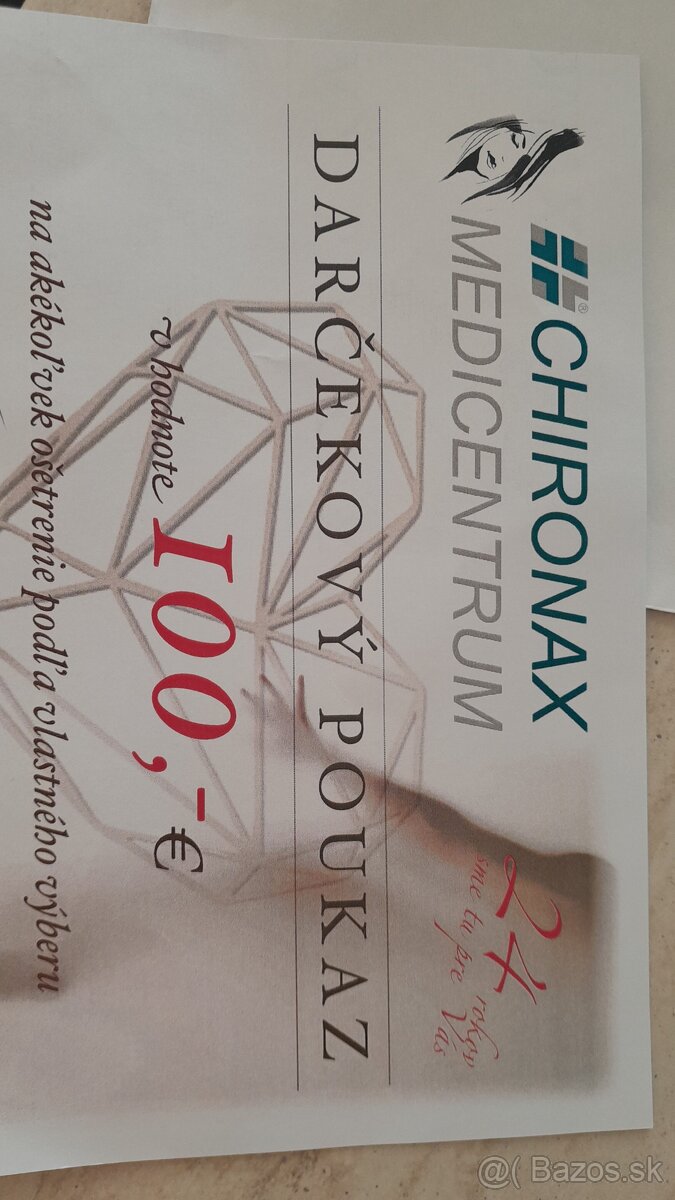 CHIRONAX
MEDICENTRUM
24 rokov
sme tu pre Vás
DARČEKOVÝ POUKAZ
v hodnote 100,-€
na akékoľvek ošetrenie podľa vlastného výberu
@( Bazos.sk